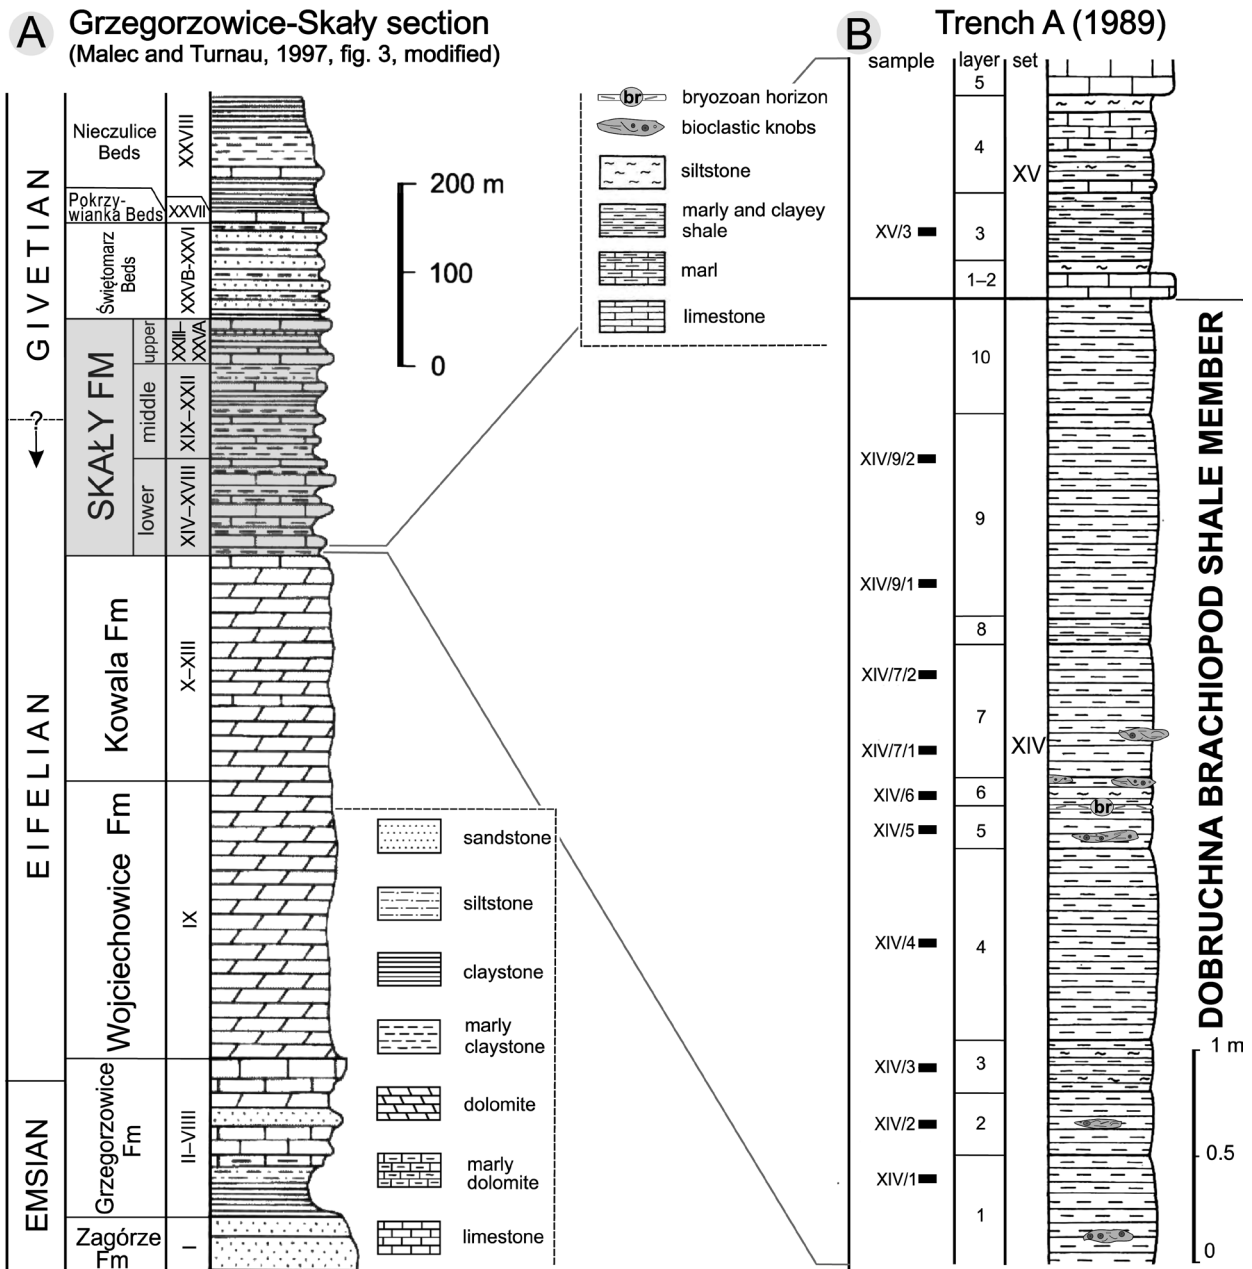 A Grzegorzowice-Skały section
(Malec and Turnau, 1997, fig. 3, modified)
GIVETIAN
?
EIFELIAN
EMSIAN
Nieczulice
Beds
Pokrzy-
wianka Beds
Świętomarz
Beds
SKAŁY FM
upper
middle
lower
Kowala Fm
Wojciechowice Fm
Grzegorzowice
Fm
Zagórze
Fm
XXVIII
XXVII
XXVB-XXVI
XXIII–
XXVA
XIX–XXII
XIV–XVIII
X–XIII
IX
II–VIIII
I
200 m
100
0
sandstone
siltstone
claystone
marly
claystone
dolomite
marly
dolomite
limestone
br bryozoan horizon
bioclastic knobs
siltstone
marly and clayey
shale
marl
limestone
B Trench A (1989)
sample layer set
5
4
XV
XV/3
3
1–2
10
XIV/9/2
9
XIV/9/1
8
XIV/7/2
7
XIV
XIV/7/1
XIV/6
6
br
XIV/5
5
XIV/4
4
XIV/3
3
XIV/2
2
XIV/1
1
DOBRUCHNA BRACHIOPOD SHALE MEMBER
1 m
0.5
0